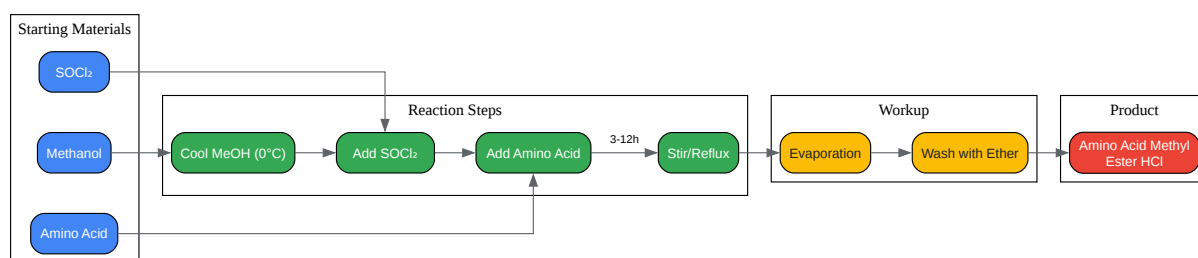 Starting Materials
SOCl₂
Methanol
Amino Acid
Reaction Steps
Cool MeOH (0°C)
Add SOCl₂
Add Amino Acid
3-12h
Stir/Reflux
Workup
Evaporation
Wash with Ether
Product
Amino Acid Methyl
Ester HCl